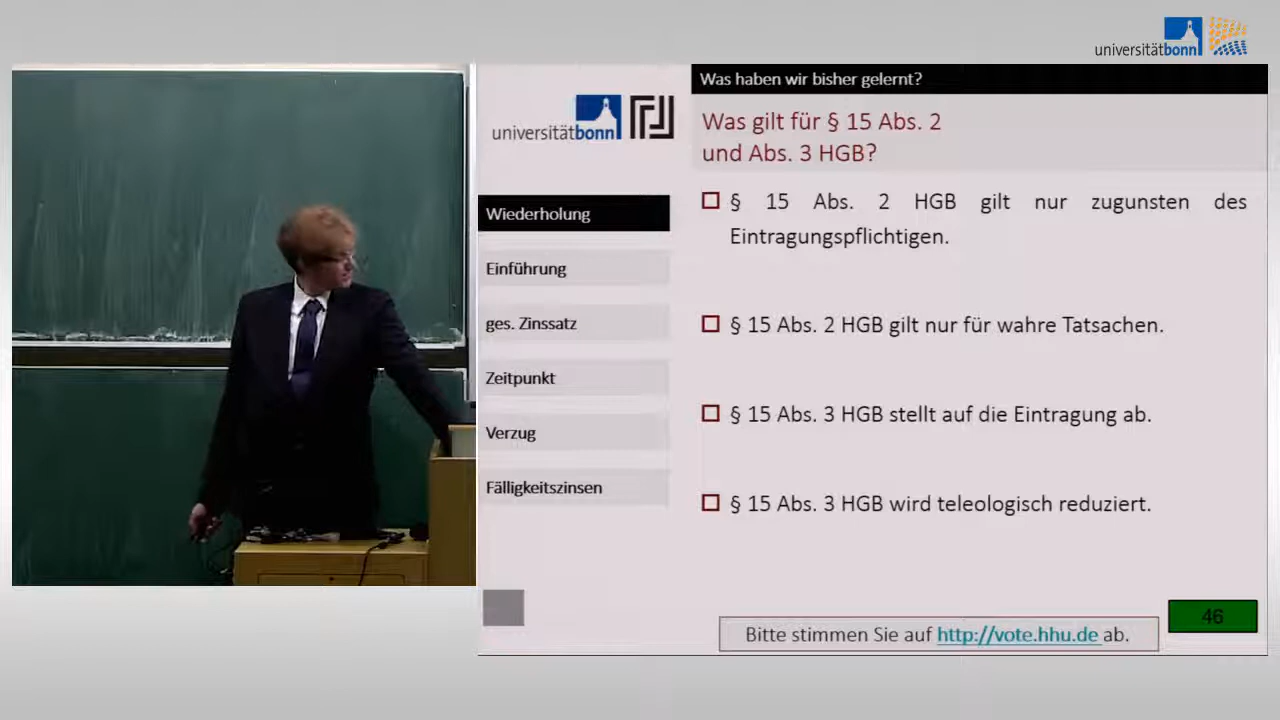 universitätbonn
Was haben wir bisher gelernt?
universitätbonn
Was gilt für § 15 Abs. 2
und Abs. 3 HGB?
Wiederholung
Einführung
ges. Zinssatz
Zeitpunkt
Verzug
Fälligkeitszinsen
§ 15 Abs. 2 HGB gilt nur zugunsten des
Eintragungspflichtigen.
§ 15 Abs. 2 HGB gilt nur für wahre Tatsachen.
§ 15 Abs. 3 HGB stellt auf die Eintragung ab.
§ 15 Abs. 3 HGB wird teleologisch reduziert.
46
Bitte stimmen Sie auf http://vote.hhu.de ab.